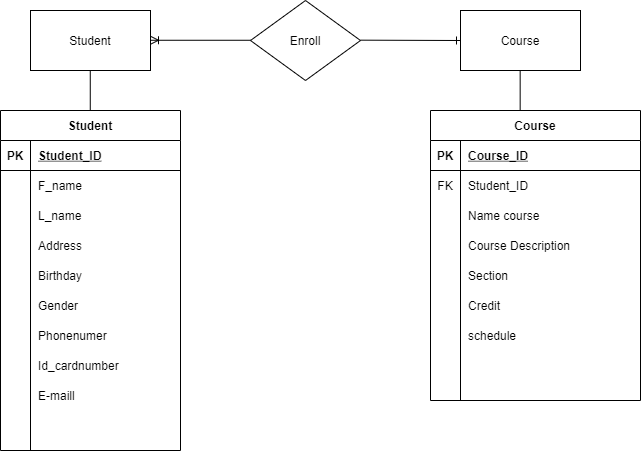 Student
Enroll
Course
Student
PK Student_ID
F_name
L_name
Address
Birthday
Gender
Phonenumer
Id_cardnumber
E-maill
Course
PK Course_ID
FK Student_ID
Name course
Course Description
Section
Credit
schedule